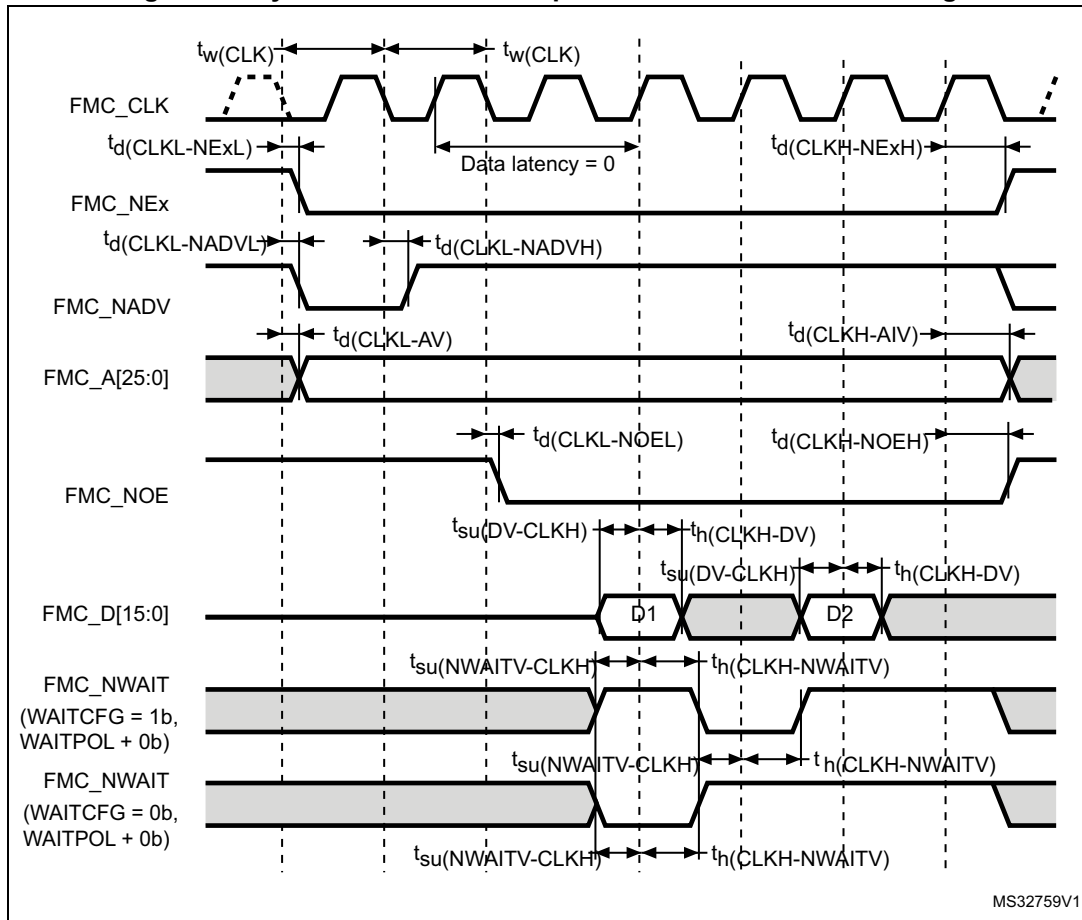 tw(CLK) tw(CLK)
FMC_CLK
td(CLKL-NExL) Data latency = 0 td(CLKH-NExH)
FMC_NEx
td(CLKL-NADVL) td(CLKL-NADVH)
FMC_NADV
td(CLKL-AV) td(CLKH-AIV)
FMC_A[25:0]
td(CLKL-NOEL) td(CLKH-NOEH)
FMC_NOE
tsu(DV-CLKH) th(CLKH-DV)
tsu(DV-CLKH) th(CLKH-DV)
FMC_D[15:0] D1 D2
tsu(NWAITV-CLKH) th(CLKH-NWAITV)
FMC_NWAIT
(WAITCFG = 1b,
WAITPOL + 0b)
tsu(NWAITV-CLKH) th(CLKH-NWAITV)
FMC_NWAIT
(WAITCFG = 0b,
WAITPOL + 0b)
tsu(NWAITV-CLKH) th(CLKH-NWAITV)
MS32759V1